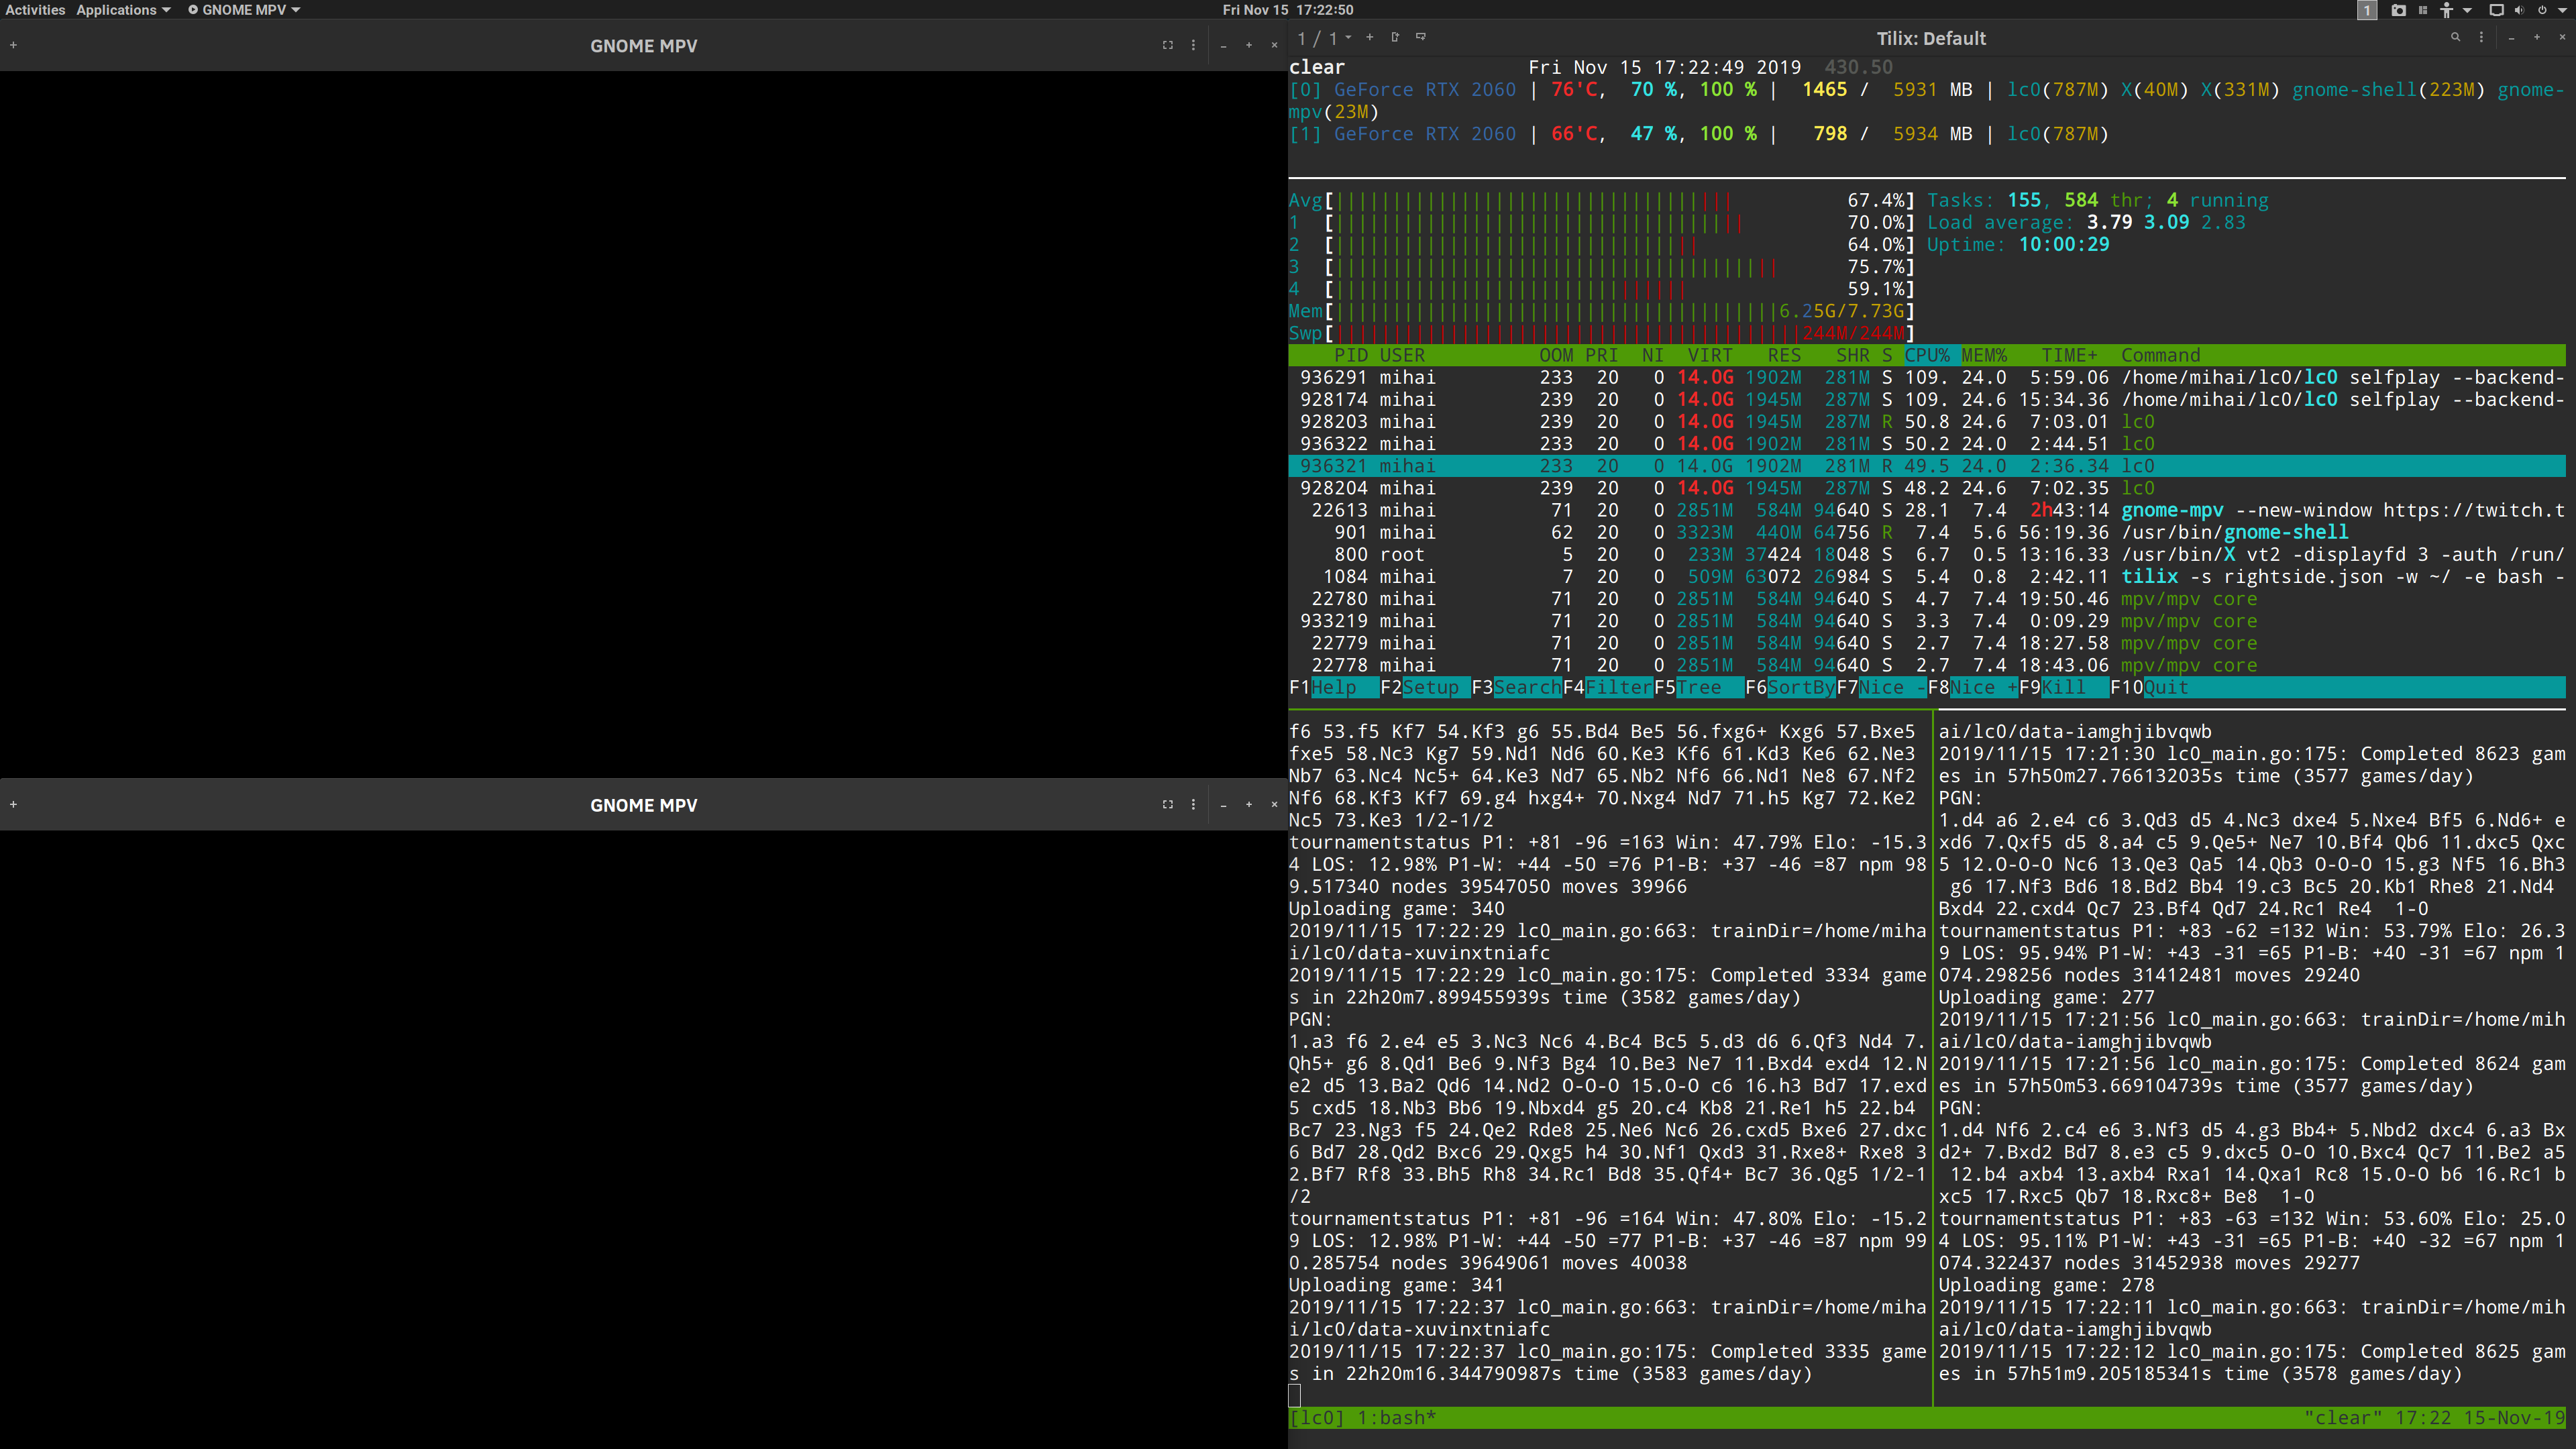 Activities Applications GNOME MPV Fri Nov 15 17:22:50 1
GNOME MPV
GNOME MPV
1 / 1 Tilix: Default
clear Fri Nov 15 17:22:49 2019 430.50
[0] GeForce RTX 2060 | 76'C, 70 %, 100 % | 1465 / 5931 MB | lc0(787M) X(40M) X(331M) gnome-shell(223M) gnome-
mpv(23M)
[1] GeForce RTX 2060 | 66'C, 47 %, 100 % | 798 / 5934 MB | lc0(787M)
Avg[ 67.4%] Tasks: 155, 584 thr; 4 running
1 [ 70.0%] Load average: 3.79 3.09 2.83
2 [ 64.0%] Uptime: 10:00:29
3 [ 75.7%]
4 [ 59.1%]
Mem[ 6.25G/7.73G]
Swp[ 244M/244M]
PID USER OOM PRI NI VIRT RES SHR S CPU% MEM% TIME+ Command
936291 mihai 233 20 0 14.0G 1902M 281M S 109. 24.0 5:59.06 /home/mihai/lc0/lc0 selfplay --backend-
928174 mihai 239 20 0 14.0G 1945M 287M S 109. 24.6 15:34.36 /home/mihai/lc0/lc0 selfplay --backend-
928203 mihai 239 20 0 14.0G 1945M 287M R 50.8 24.6 7:03.01 lc0
936322 mihai 233 20 0 14.0G 1902M 281M S 50.2 24.0 2:44.51 lc0
936321 mihai 233 20 0 14.0G 1902M 281M R 49.5 24.0 2:36.34 lc0
928204 mihai 239 20 0 14.0G 1945M 287M S 48.2 24.6 7:02.35 lc0
22613 mihai 71 20 0 2851M 584M 94640 S 28.1 7.4 2h43:14 gnome-mpv --new-window https://twitch.t
901 mihai 62 20 0 3323M 440M 64756 R 7.4 5.6 56:19.36 /usr/bin/gnome-shell
800 root 5 20 0 233M 37424 18048 S 6.7 0.5 13:16.33 /usr/bin/X vt2 -displayfd 3 -auth /run/
1084 mihai 7 20 0 509M 63072 26984 S 5.4 0.8 2:42.11 tilix -s rightside.json -w ~/ -e bash -
22780 mihai 71 20 0 2851M 584M 94640 S 4.7 7.4 19:50.46 mpv/mpv core
933219 mihai 71 20 0 2851M 584M 94640 S 3.3 7.4 0:09.29 mpv/mpv core
22779 mihai 71 20 0 2851M 584M 94640 S 2.7 7.4 18:27.58 mpv/mpv core
22778 mihai 71 20 0 2851M 584M 94640 S 2.7 7.4 18:43.06 mpv/mpv core
F1Help F2Setup F3SearchF4FilterF5Tree F6SortByF7Nice -F8Nice +F9Kill F10Quit
f6 53.f5 Kf7 54.Kf3 g6 55.Bd4 Be5 56.fxg6+ Kxg6 57.Bxe5
fxe5 58.Nc3 Kg7 59.Nd1 Nd6 60.Ke3 Kf6 61.Kd3 Ke6 62.Ne3
Nb7 63.Nc4 Nc5+ 64.Ke3 Nd7 65.Nb2 Nf6 66.Nd1 Ne8 67.Nf2
Nf6 68.Kf3 Kf7 69.g4 hxg4+ 70.Nxg4 Nd7 71.h5 Kg7 72.Ke2
Nc5 73.Ke3 1/2-1/2
tournamentstatus P1: +81 -96 =163 Win: 47.79% Elo: -15.3
4 LOS: 12.98% P1-W: +44 -50 =76 P1-B: +37 -46 =87 npm 98
9.517340 nodes 39547050 moves 39966
Uploading game: 340
2019/11/15 17:22:29 lc0_main.go:663: trainDir=/home/miha
i/lc0/data-xuvinxtniafc
2019/11/15 17:22:29 lc0_main.go:175: Completed 3334 game
s in 22h20m7.899455939s time (3582 games/day)
PGN:
1.a3 f6 2.e4 e5 3.Nc3 Nc6 4.Bc4 Bc5 5.d3 d6 6.Qf3 Nd4 7.
Qh5+ g6 8.Qd1 Be6 9.Nf3 Bg4 10.Be3 Ne7 11.Bxd4 exd4 12.N
e2 d5 13.Ba2 Qd6 14.Nd2 O-O-O 15.O-O c6 16.h3 Bd7 17.exd
5 cxd5 18.Nb3 Bb6 19.Nbxd4 g5 20.c4 Kb8 21.Re1 h5 22.b4
Bc7 23.Ng3 f5 24.Qe2 Rde8 25.Ne6 Nc6 26.cxd5 Bxe6 27.dxc
6 Bd7 28.Qd2 Bxc6 29.Qxg5 h4 30.Nf1 Qxd3 31.Rxe8+ Rxe8 3
2.Bf7 Rf8 33.Bh5 Rh8 34.Rc1 Bd8 35.Qf4+ Bc7 36.Qg5 1/2-1
/2
tournamentstatus P1: +81 -96 =164 Win: 47.80% Elo: -15.2
9 LOS: 12.98% P1-W: +44 -50 =77 P1-B: +37 -46 =87 npm 99
0.285754 nodes 39649061 moves 40038
Uploading game: 341
2019/11/15 17:22:37 lc0_main.go:663: trainDir=/home/miha
i/lc0/data-xuvinxtniafc
2019/11/15 17:22:37 lc0_main.go:175: Completed 3335 game
s in 22h20m16.344790987s time (3583 games/day)
ai/lc0/data-iamghjibvqwb
2019/11/15 17:21:30 lc0_main.go:175: Completed 8623 gam
es in 57h50m27.766132035s time (3577 games/day)
PGN:
1.d4 a6 2.e4 c6 3.Qd3 d5 4.Nc3 dxe4 5.Nxe4 Bf5 6.Nd6+ e
xd6 7.Qxf5 d5 8.a4 c5 9.Qe5+ Ne7 10.Bf4 Qb6 11.dxc5 Qxc
5 12.O-O-O Nc6 13.Qe3 Qa5 14.Qb3 O-O-O 15.g3 Nf5 16.Bh3
g6 17.Nf3 Bd6 18.Bd2 Bb4 19.c3 Bc5 20.Kb1 Rhe8 21.Nd4
Bxd4 22.cxd4 Qc7 23.Bf4 Qd7 24.Rc1 Re4 1-0
tournamentstatus P1: +83 -62 =132 Win: 53.79% Elo: 26.3
9 LOS: 95.94% P1-W: +43 -31 =65 P1-B: +40 -31 =67 npm 1
074.298256 nodes 31412481 moves 29240
Uploading game: 277
2019/11/15 17:21:56 lc0_main.go:663: trainDir=/home/mih
ai/lc0/data-iamghjibvqwb
2019/11/15 17:21:56 lc0_main.go:175: Completed 8624 gam
es in 57h50m53.669104739s time (3577 games/day)
PGN:
1.d4 Nf6 2.c4 e6 3.Nf3 d5 4.g3 Bb4+ 5.Nbd2 dxc4 6.a3 Bx
d2+ 7.Bxd2 Bd7 8.e3 c5 9.dxc5 O-O 10.Bxc4 Qc7 11.Be2 a5
12.b4 axb4 13.axb4 Rxa1 14.Qxa1 Rc8 15.O-O b6 16.Rc1 b
xc5 17.Rxc5 Qb7 18.Rxc8+ Be8 1-0
tournamentstatus P1: +83 -63 =132 Win: 53.60% Elo: 25.0
4 LOS: 95.11% P1-W: +43 -31 =65 P1-B: +40 -32 =67 npm 1
074.322437 nodes 31452938 moves 29277
Uploading game: 278
2019/11/15 17:22:11 lc0_main.go:663: trainDir=/home/mih
ai/lc0/data-iamghjibvqwb
2019/11/15 17:22:12 lc0_main.go:175: Completed 8625 gam
es in 57h51m9.205185341s time (3578 games/day)
[lc0] 1:bash* "clear" 17:22 15-Nov-19